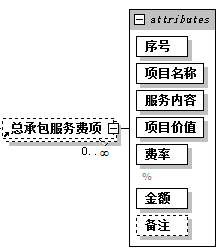 attributes
序号
项目名称
服务内容
总承包服务费项
项目价值
0..∞
费率
%
金额
备注